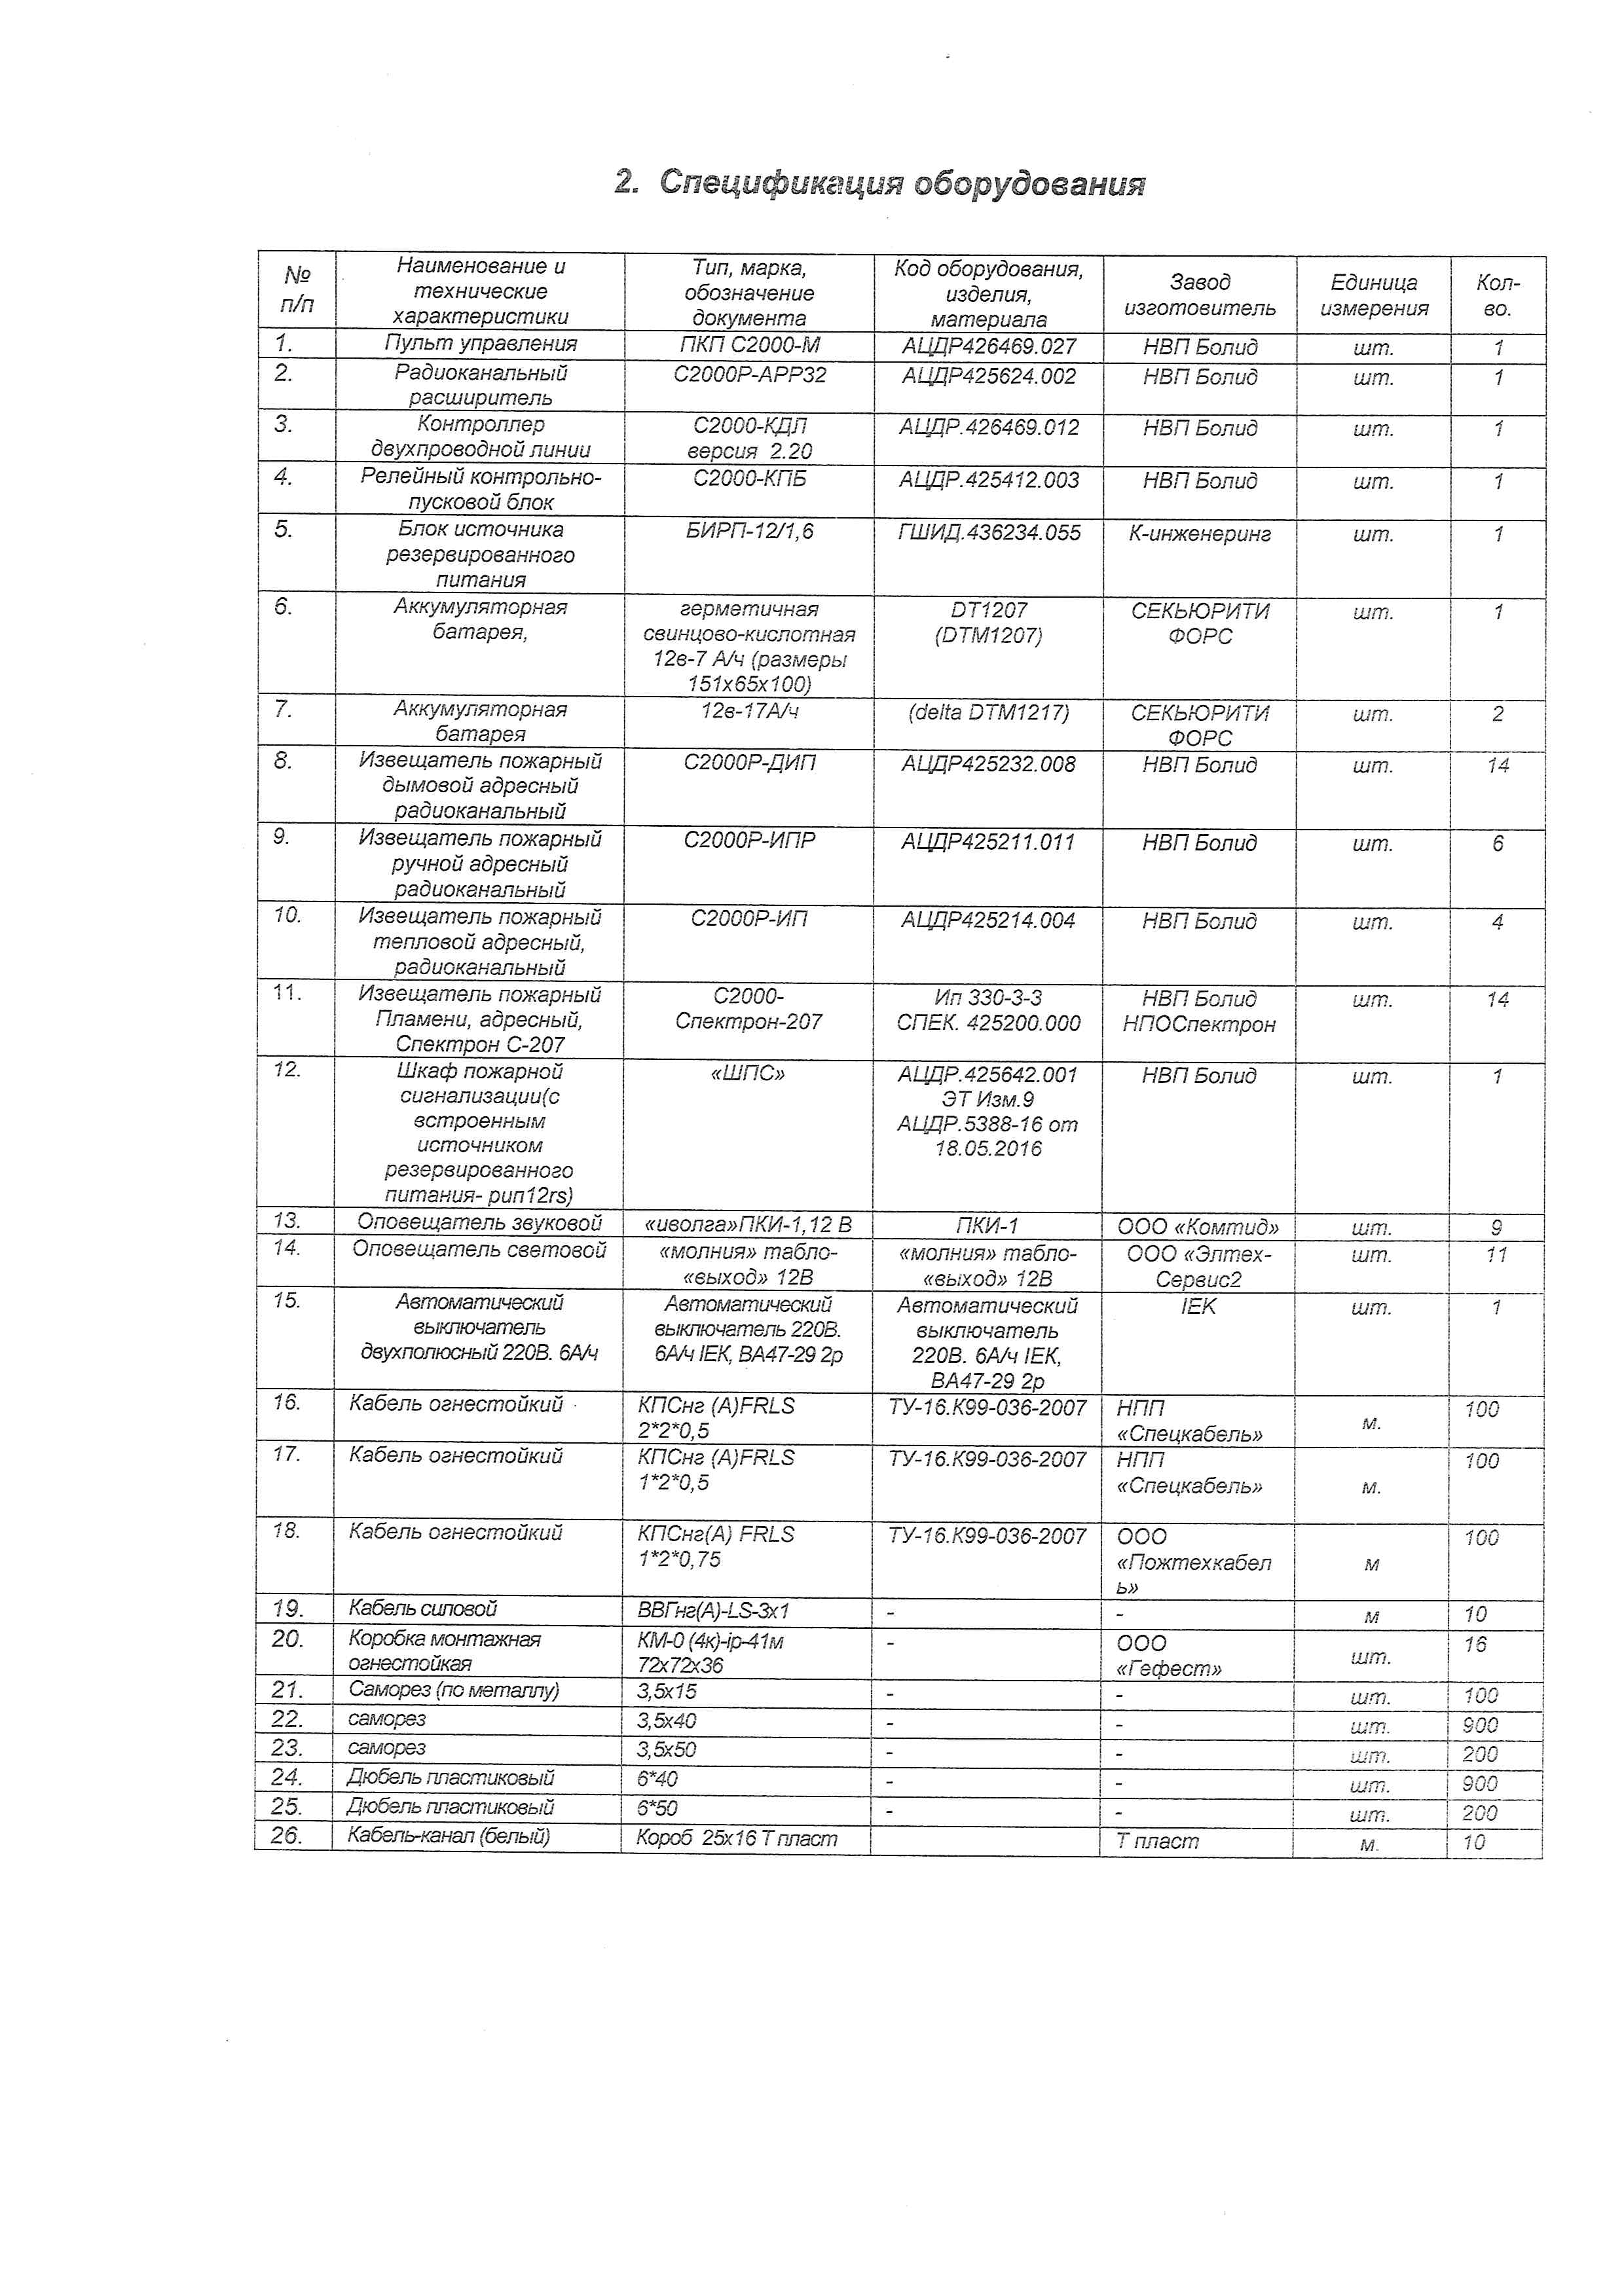 2. Спецификация оборудования
№ п/п Наименование и технические характеристики Тип, марка, обозначение документа Код оборудования, изделия, материала Завод изготовитель Единица измерения Кол-во.
1. Пульт управления ПКП С2000-М АЦДР426469.027 НВП Болид шт. 1
2. Радиоканальный расширитель С2000Р-АРР32 АЦДР425624.002 НВП Болид шт. 1
3. Контроллер двухпроводной линии С2000-КДЛ версия 2.20 АЦДР.426469.012 НВП Болид шт. 1
4. Релейный контрольно-пусковой блок С2000-КПБ АЦДР.425412.003 НВП Болид шт. 1
5. Блок источника резервированного питания БИРП-12/1,6 ГШИД.436234.055 К-инженеринг шт. 1
6. Аккумуляторная батарея, герметичная свинцово-кислотная 12в-7 А/ч (размеры 151х65х100) DT1207 (DTM1207) СЕКЬЮРИТИ ФОРС шт. 1
7. Аккумуляторная батарея 12в-17А/ч (delta DTM1217) СЕКЬЮРИТИ ФОРС шт. 2
8. Извещатель пожарный дымовой адресный радиоканальный С2000Р-ДИП АЦДР425232.008 НВП Болид шт. 14
9. Извещатель пожарный ручной адресный радиоканальный С2000Р-ИПР АЦДР425211.011 НВП Болид шт. 6
10. Извещатель пожарный тепловой адресный, радиоканальный С2000Р-ИП АЦДР425214.004 НВП Болид шт. 4
11. Извещатель пожарный Пламени, адресный, Спектрон С-207 С2000-Спектрон-207 Ип 330-3-3 СПЕК. 425200.000 НВП Болид НПОСпектрон шт. 14
12. Шкаф пожарной сигнализации(с встроенным источником резервированного питания- рип12rs) «ШПС» АЦДР.425642.001 ЭТ Изм.9 АЦДР.5388-16 от 18.05.2016 НВП Болид шт. 1
13. Оповещатель звуковой «иволга»ПКИ-1,12 В ПКИ-1 ООО «Комтид» шт. 9
14. Оповещатель световой «молния» табло-«выход» 12В «молния» табло-«выход» 12В ООО «Элтех-Сервис2 шт. 11
15. Автоматический выключатель двухполюсный 220В. 6А/ч Автоматический выключатель 220В. 6А/ч IEK, ВА47-29 2р Автоматический выключатель 220В. 6А/ч IEK, ВА47-29 2р IEK шт. 1
16. Кабель огнестойкий КПСнг (А)FRLS 2*2*0,5 ТУ-16.К99-036-2007 НПП «Спецкабель» м. 100
17. Кабель огнестойкий КПСнг (А)FRLS 1*2*0,5 ТУ-16.К99-036-2007 НПП «Спецкабель» м. 100
18. Кабель огнестойкий КПСнг(А) FRLS 1*2*0,75 ТУ-16.К99-036-2007 ООО «Пожтехкабель» м 100
19. Кабель силовой ВВГнг(А)-LS-3х1 - - м 10
20. Коробка монтажная огнестойкая КМ-0 (4к)-ip-41м 72х72х36 - ООО «Гефест» шт. 16
21. Саморез (по металлу) 3,5х15 - - шт. 100
22. саморез 3,5х40 - - шт. 900
23. саморез 3,5х50 - - шт. 200
24. Дюбель пластиковый 6*40 - - шт. 900
25. Дюбель пластиковый 6*50 - - шт. 200
26. Кабель-канал (белый) Короб 25х16 Т пласт Т пласт м. 10